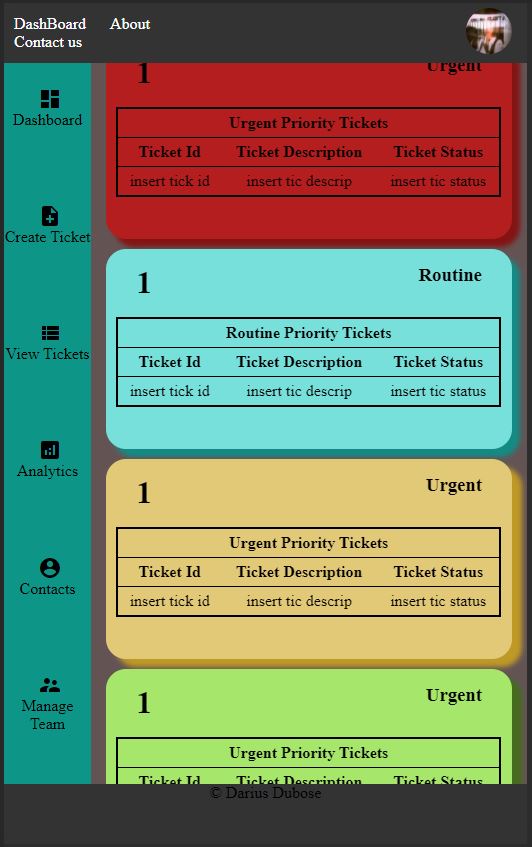 DashBoard About
Contact us
Dashboard
Create Ticket
View Tickets
Analytics
Contacts
Manage
Team
1 Urgent
Urgent Priority Tickets
Ticket Id Ticket Description Ticket Status
insert tick id insert tic descrip insert tic status
1 Routine
Routine Priority Tickets
Ticket Id Ticket Description Ticket Status
insert tick id insert tic descrip insert tic status
1 Urgent
Urgent Priority Tickets
Ticket Id Ticket Description Ticket Status
insert tick id insert tic descrip insert tic status
1 Urgent
Urgent Priority Tickets
Ticket Id Ticket Description Ticket Status
© Darius Dubose